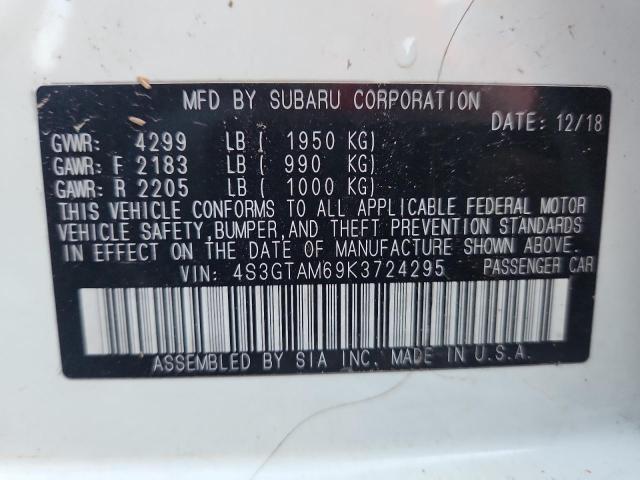 MFD BY SUBARU CORPORATION
DATE: 12/18
GVWR: 4299 LB ( 1950 KG)
GAWR: F 2183 LB ( 990 KG)
GAWR: R 2205 LB ( 1000 KG)
THIS VEHICLE CONFORMS TO ALL APPLICABLE FEDERAL MOTOR
VEHICLE SAFETY, BUMPER, AND THEFT PREVENTION STANDARDS
IN EFFECT ON THE DATE OF MANUFACTURE SHOWN ABOVE.
VIN: 4S3GTAM69K3724295 PASSENGER CAR
ASSEMBLED BY SIA INC. MADE IN U.S.A.